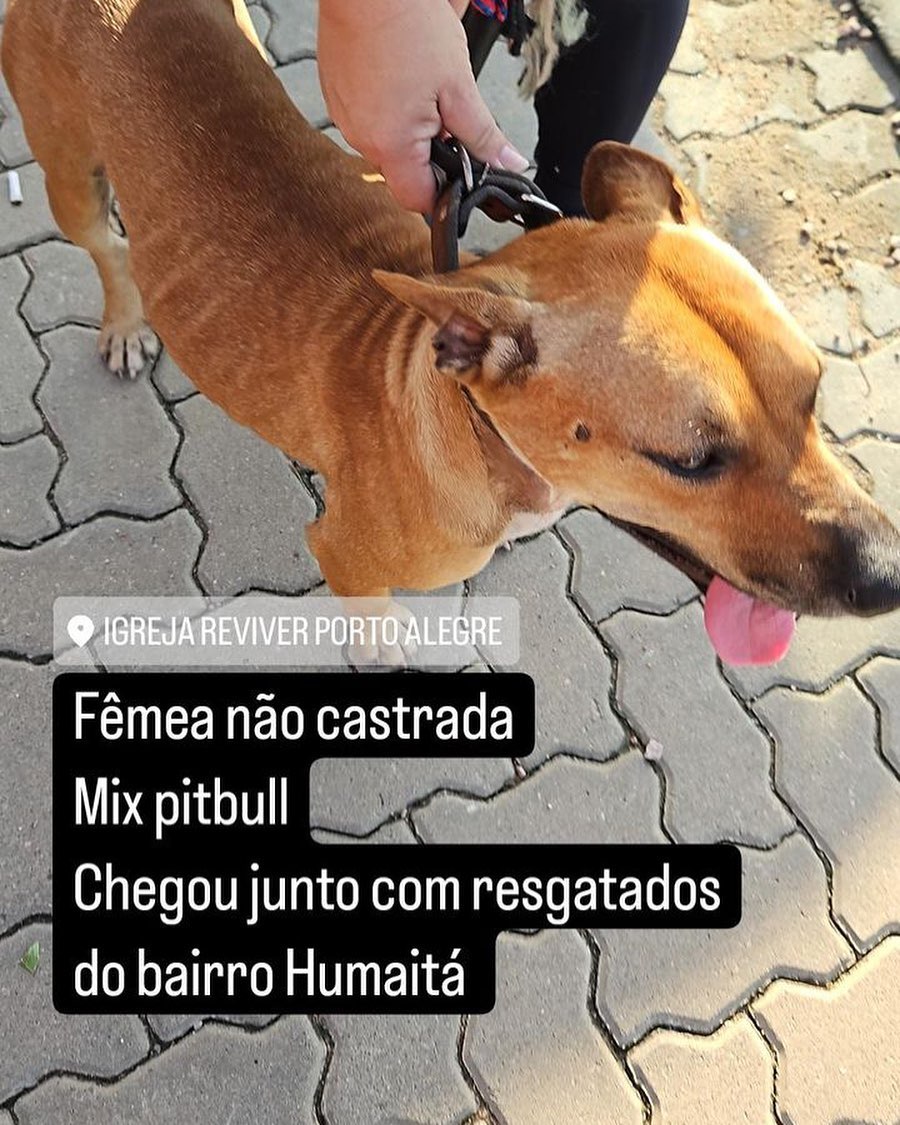 IGREJA REVIVER PORTO ALEGRE
Fêmea não castrada
Mix pitbull
Chegou junto com resgatados
do bairro Humaitá